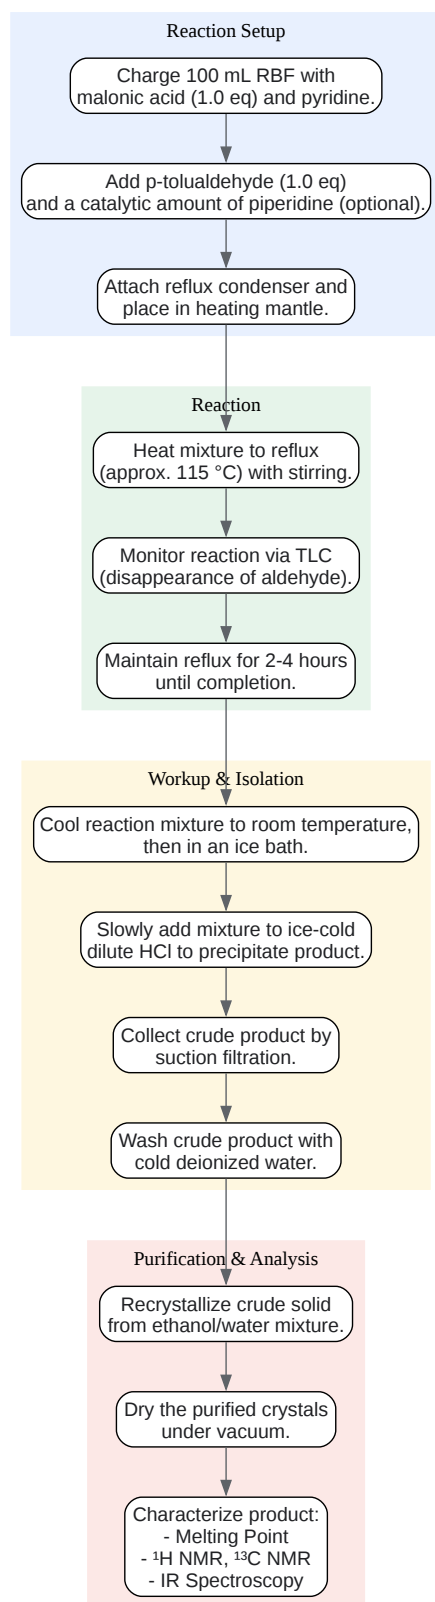 Reaction Setup
Charge 100 mL RBF with
malonic acid (1.0 eq) and pyridine.
Add p-tolualdehyde (1.0 eq)
and a catalytic amount of piperidine (optional).
Attach reflux condenser and
place in heating mantle.
Reaction
Heat mixture to reflux
(approx. 115 °C) with stirring.
Monitor reaction via TLC
(disappearance of aldehyde).
Maintain reflux for 2-4 hours
until completion.
Workup & Isolation
Cool reaction mixture to room temperature,
then in an ice bath.
Slowly add mixture to ice-cold
dilute HCl to precipitate product.
Collect crude product by
suction filtration.
Wash crude product with
cold deionized water.
Purification & Analysis
Recrystallize crude solid
from ethanol/water mixture.
Dry the purified crystals
under vacuum.
Characterize product:
- Melting Point
- ¹H NMR, ¹³C NMR
- IR Spectroscopy